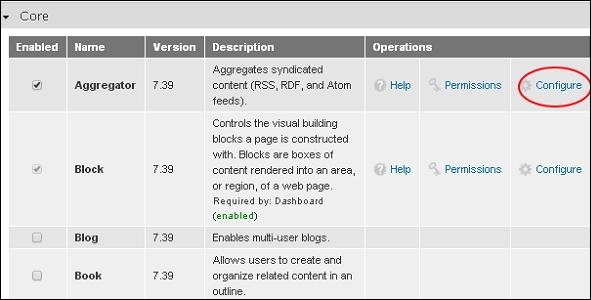 Core
Enabled Name Version Description Operations
Aggregator 7.39 Aggregates syndicated
content (RSS, RDF, and Atom
feeds). Help Permissions Configure
Block 7.39 Controls the visual building
blocks a page is constructed
with. Blocks are boxes of
content rendered into an area,
or region, of a web page.
Required by: Dashboard
(enabled) Help Permissions Configure
Blog 7.39 Enables multi-user blogs.
Book 7.39 Allows users to create and
organize related content in an
outline.